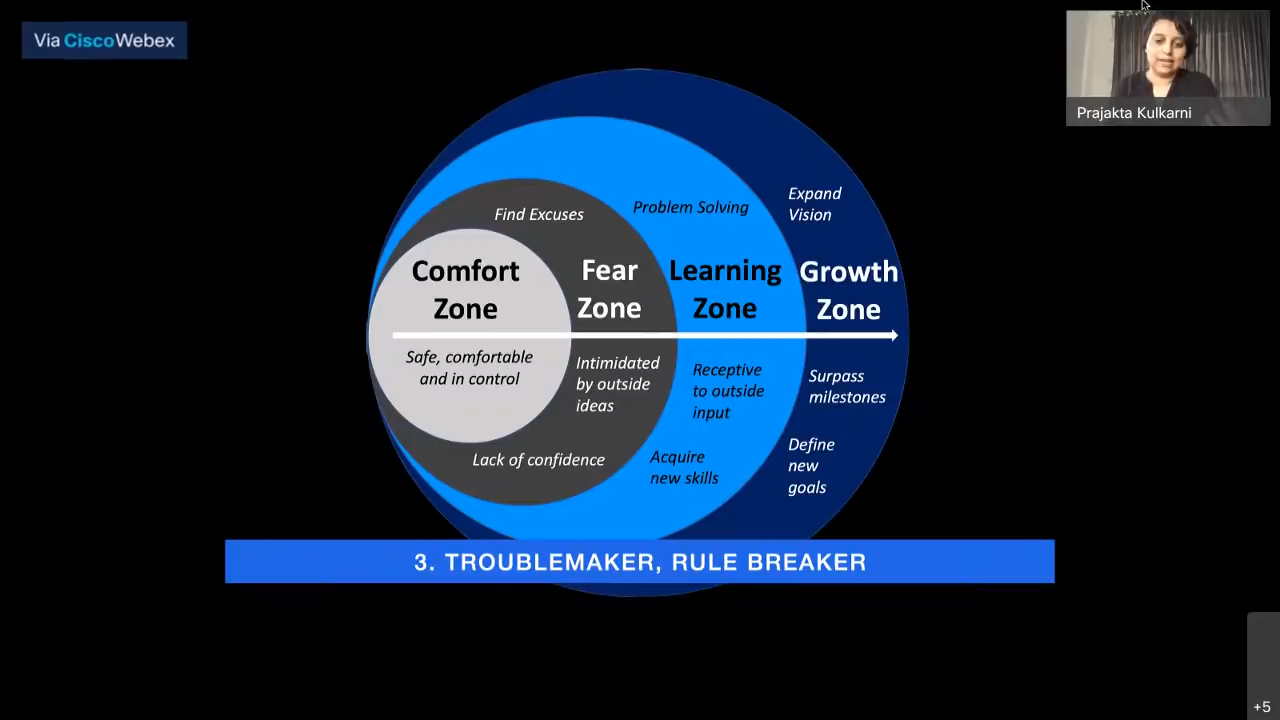 Via CiscoWebex
Prajakta Kulkarni
Find Excuses
Problem Solving
Expand
Vision
Comfort
Zone
Fear
Zone
Learning
Zone
Growth
Zone
Safe, comfortable
and in control
Intimidated
by outside
ideas
Receptive
to outside
input
Surpass
milestones
Lack of confidence
Acquire
new skills
Define
new
goals
3. TROUBLEMAKER, RULE BREAKER
+5